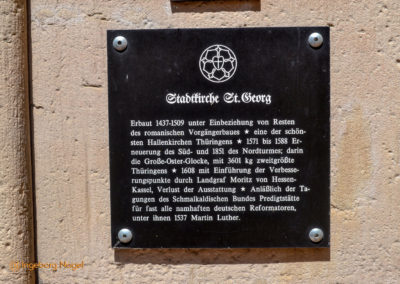 Stadtkirche St. Georg
Erbaut 1437-1509 unter Einbeziehung von Resten
des romanischen Vorgängerbaues ★ eine der schön-
sten Hallenkirchen Thüringens ★ 1571 bis 1588 Er-
neuerung des Süd- und 1851 des Nordturmes; darin
die Große-Oster-Glocke, mit 3601 kg zweitgrößte
Thüringens ★ 1608 mit Einführung der Verbesse-
rungspunkte durch Landgraf Moritz von Hessen-
Kassel, Verlust der Ausstattung ★ Anläßlich der Ta-
gungen des Schmalkaldischen Bundes Predigtstätte
für fast alle namhaften deutschen Reformatoren,
unter ihnen 1537 Martin Luther.
© Ingeborg Nagel